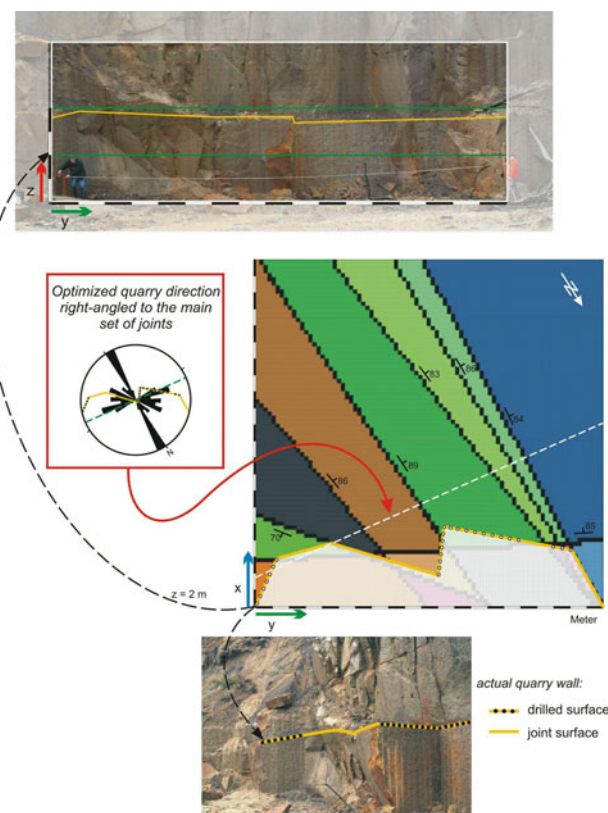 z
y
Optimized quarry direction
right-angled to the main
set of joints
N
N
83
86
84
89
86
70
85
x
z = 2 m
y
Meter
actual quarry wall:
drilled surface
joint surface